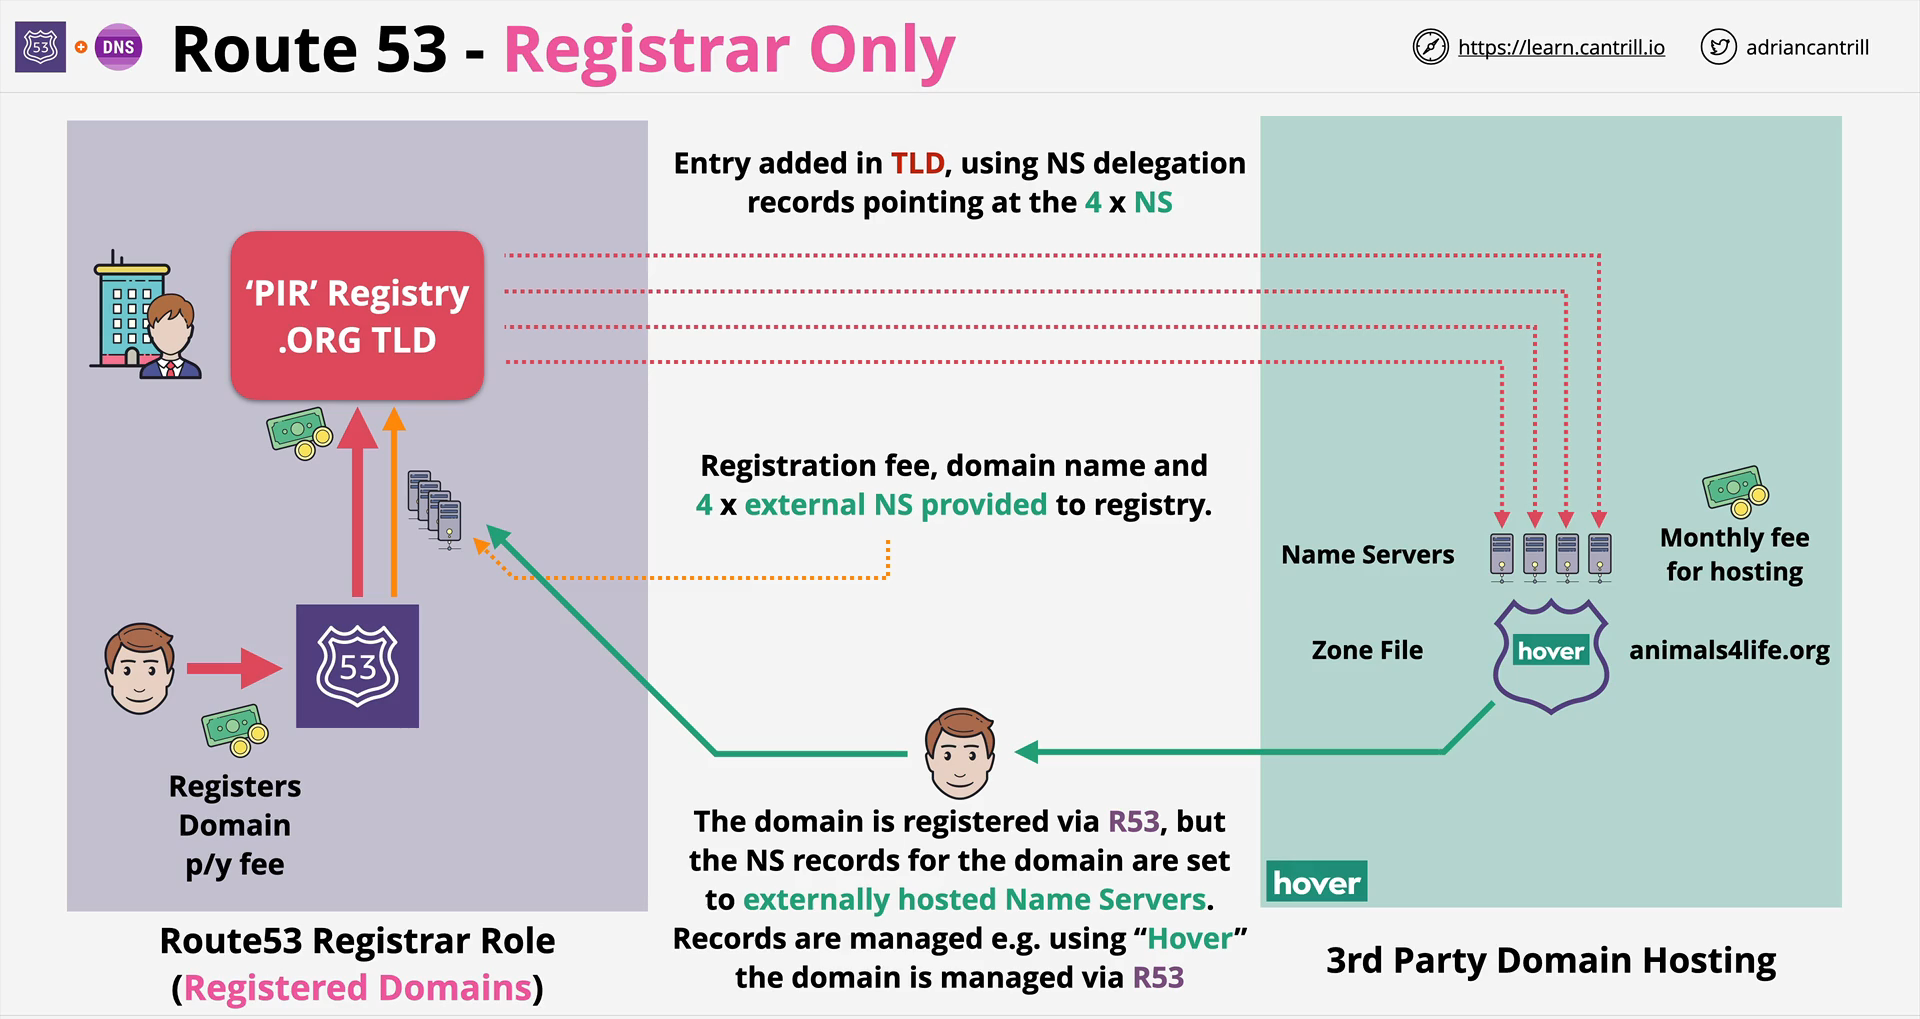 53
DNS
Route 53 - Registrar Only
https://learn.cantrill.io
adriancantrill
Entry added in TLD, using NS delegation
records pointing at the 4 x NS
‘PIR’ Registry
.ORG TLD
Registration fee, domain name and
4 x external NS provided to registry.
Name Servers
Monthly fee
for hosting
Zone File
hover
animals4life.org
53
Registers
Domain
p/y fee
The domain is registered via R53, but
the NS records for the domain are set
to externally hosted Name Servers.
Records are managed e.g. using “Hover”
the domain is managed via R53
hover
Route53 Registrar Role
(Registered Domains)
3rd Party Domain Hosting